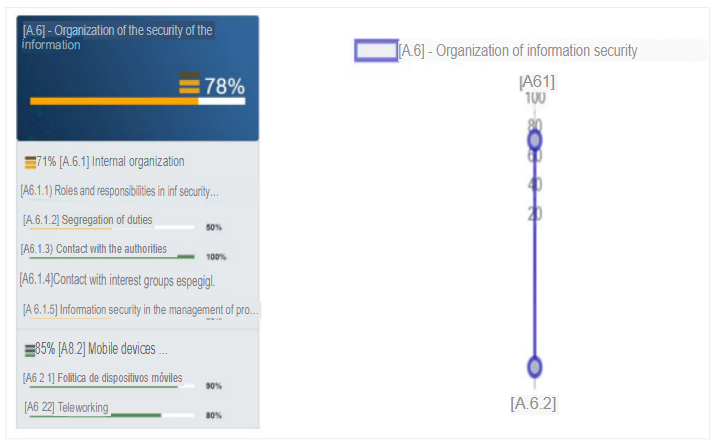 [A.6] - Organization of the security of the
information
78%
71% [A.6.1] Internal organization
[A6.1.1) Roles and responsibilities in inf security...
[A.6.1.2] Segregation of duties
50%
[A6.1.3) Contact with the authorities
100%
[A6.1.4]Contact with interest groups espegigl.
[A 6.1.5] Information security in the management of pro...
85% [A8.2] Mobile devices ...
[A6 2 1] Folitica de dispositivos móviles
90%
[A6 22] Teleworking
80%
[A.6] - Organization of information security
[A61]
100
80
60
40
20
[A.6.2]